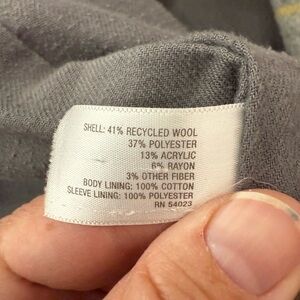 SHELL: 41% RECYCLED WOOL
37% POLYESTER
13% ACRYLIC
6% RAYON
3% OTHER FIBER
BODY LINING: 100% COTTON
SLEEVE LINING: 100% POLYESTER
RN 54023